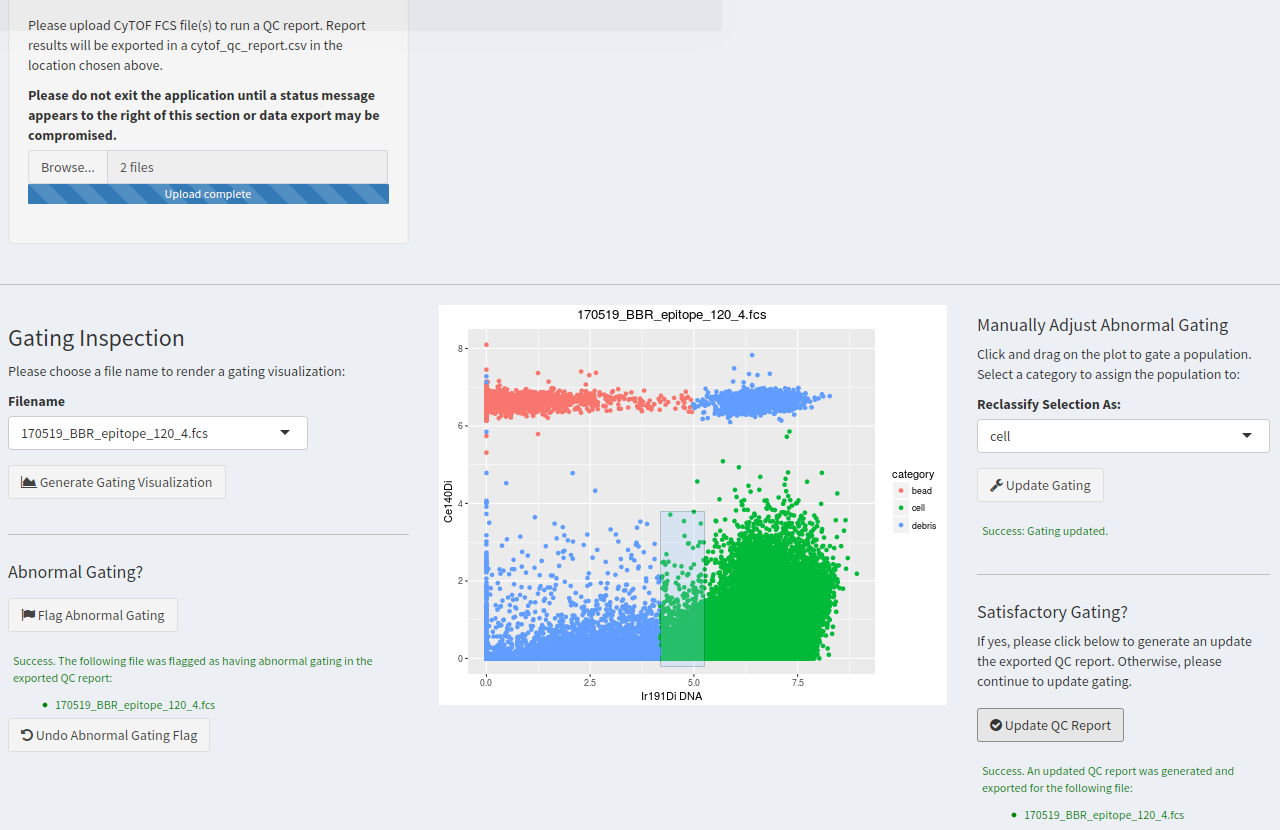 Please upload CyTOF FCS file(s) to run a QC report. Report
results will be exported in a cytof_qc_report.csv in the
location chosen above.
Please do not exit the application until a status message
appears to the right of this section or data export may be
compromised.
Browse... 2 files
Upload complete
Gating Inspection
Please choose a file name to render a gating visualization:
Filename
170519_BBR_epitope_120_4.fcs
Generate Gating Visualization
Abnormal Gating?
Flag Abnormal Gating
Success. The following file was flagged as having abnormal gating in the
exported QC report:
170519_BBR_epitope_120_4.fcs
Undo Abnormal Gating Flag
170519_BBR_epitope_120_4.fcs
Ce140Di
8
6
4
2
0
0.0 2.5 5.0 7.5
Ir191Di DNA
category
bead
cell
debris
Manually Adjust Abnormal Gating
Click and drag on the plot to gate a population.
Select a category to assign the population to:
Reclassify Selection As:
cell
Update Gating
Success: Gating updated.
Satisfactory Gating?
If yes, please click below to generate an update
the exported QC report. Otherwise, please
continue to update gating.
Update QC Report
Success. An updated QC report was generated and
exported for the following file:
170519_BBR_epitope_120_4.fcs